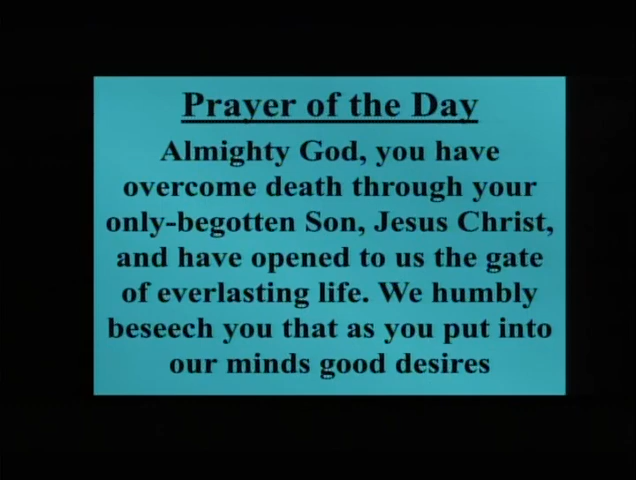 Prayer of the Day
Almighty God, you have
overcome death through your
only-begotten Son, Jesus Christ,
and have opened to us the gate
of everlasting life. We humbly
beseech you that as you put into
our minds good desires